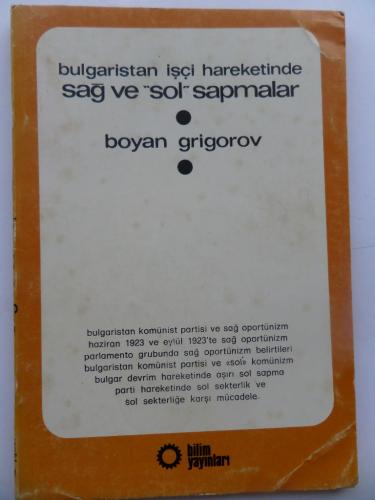 bulgaristan işçi hareketinde
sağ ve "sol" sapmalar
boyan grigorov
bulgaristan komünist partisi ve sağ oportünizm
haziran 1923 ve eylül 1923'te sağ oportünizm
parlamento grubunda sağ oportünizm belirtileri
bulgaristan komünist partisi ve «sol» komünizm
bulgar devrim hareketinde aşırı sol sapma
parti hareketinde sol sekterlik ve
sol sekterliğe karşı mücadele.
bilim
yayınları